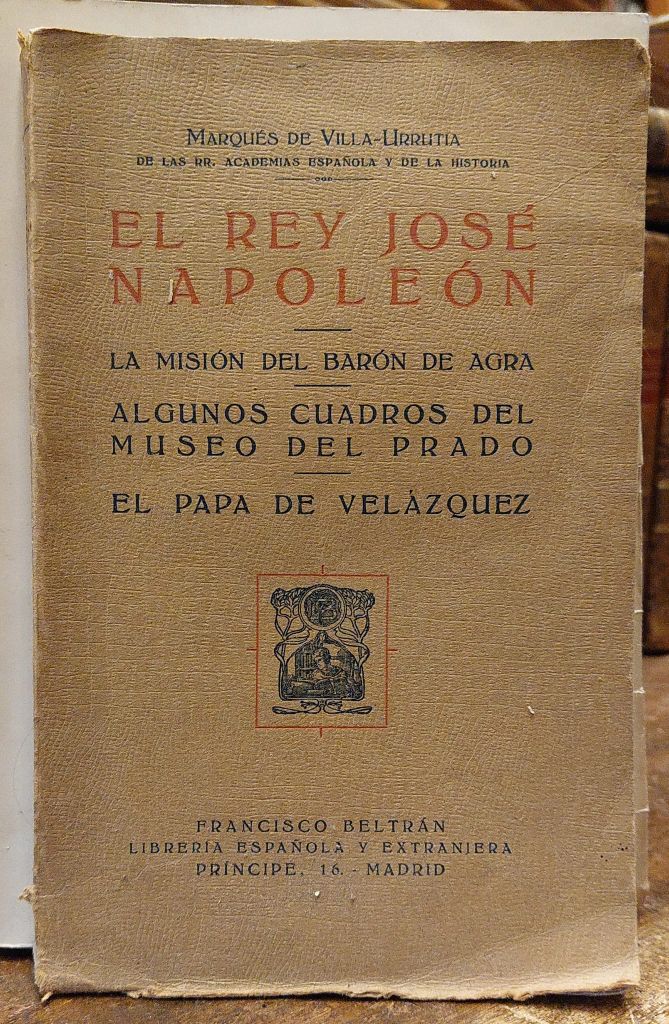 MARQUÉS DE VILLA-URRUTIA
DE LAS RR. ACADEMIAS ESPAÑOLA Y DE LA HISTORIA
EL REY JOSÉ
NAPOLEÓN
LA MISIÓN DEL BARÓN DE AGRA
ALGUNOS CUADROS DEL
MUSEO DEL PRADO
EL PAPA DE VELÁZQUEZ
FRANCISCO BELTRÁN
LIBRERÍA ESPAÑOLA Y EXTRANJERA
PRÍNCIPE, 16. - MADRID